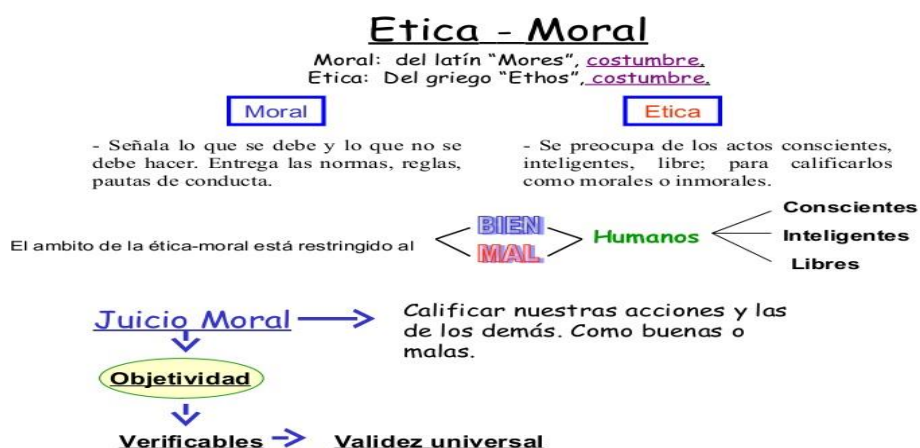 Etica - Moral
Moral: del latín “Mores”, costumbre.
Etica: Del griego “Ethos”, costumbre.
Moral
- Señala lo que se debe y lo que no se
debe hacer. Entrega las normas, reglas,
pautas de conducta.
Etica
- Se preocupa de los actos conscientes,
inteligentes, libre; para calificarlos
como morales o inmorales.
El ambito de la ética-moral está restringido al
BIEN
MAL
Humanos
Conscientes
Inteligentes
Libres
Juicio Moral
Calificar nuestras acciones y las
de los demás. Como buenas o
malas.
Objetividad
Verificables
Validez universal